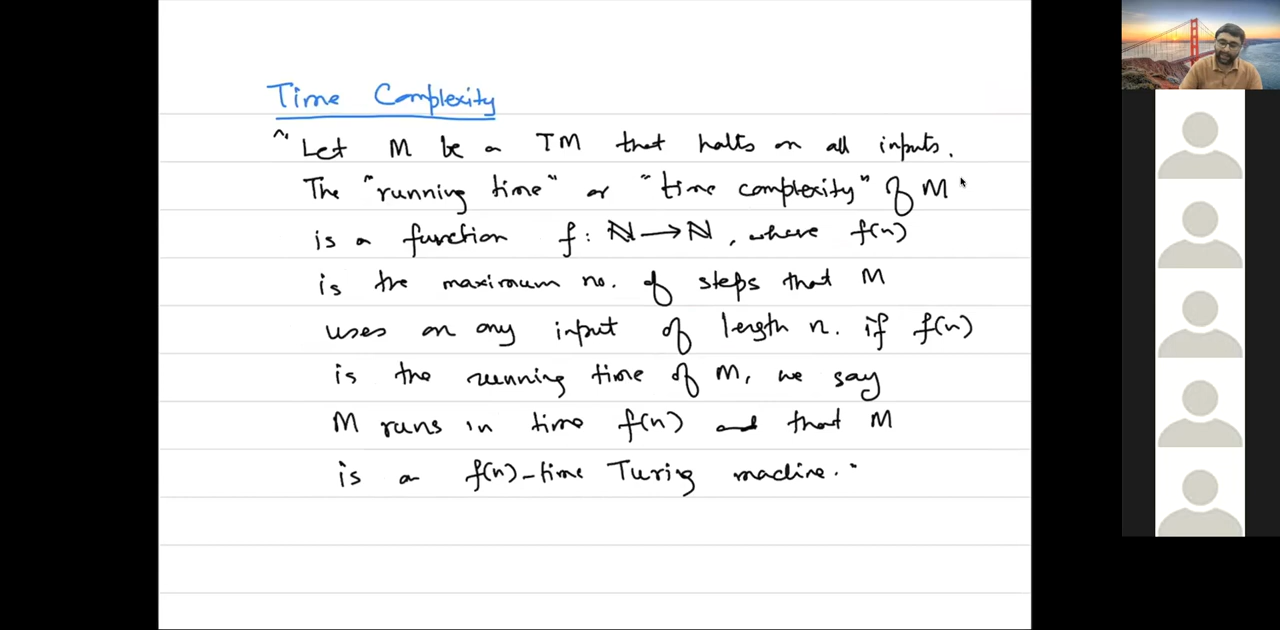 Time Complexity
"Let M be a TM that halts on all inputs.
The "running time" or "time complexity" of M
is a function f: ℕ→ℕ, where f(n)
is the maximum no. of steps that M
uses on any input of length n. if f(n)
is the running time of M, we say
M runs in time f(n) and that M
is a f(n)-time Turing machine."